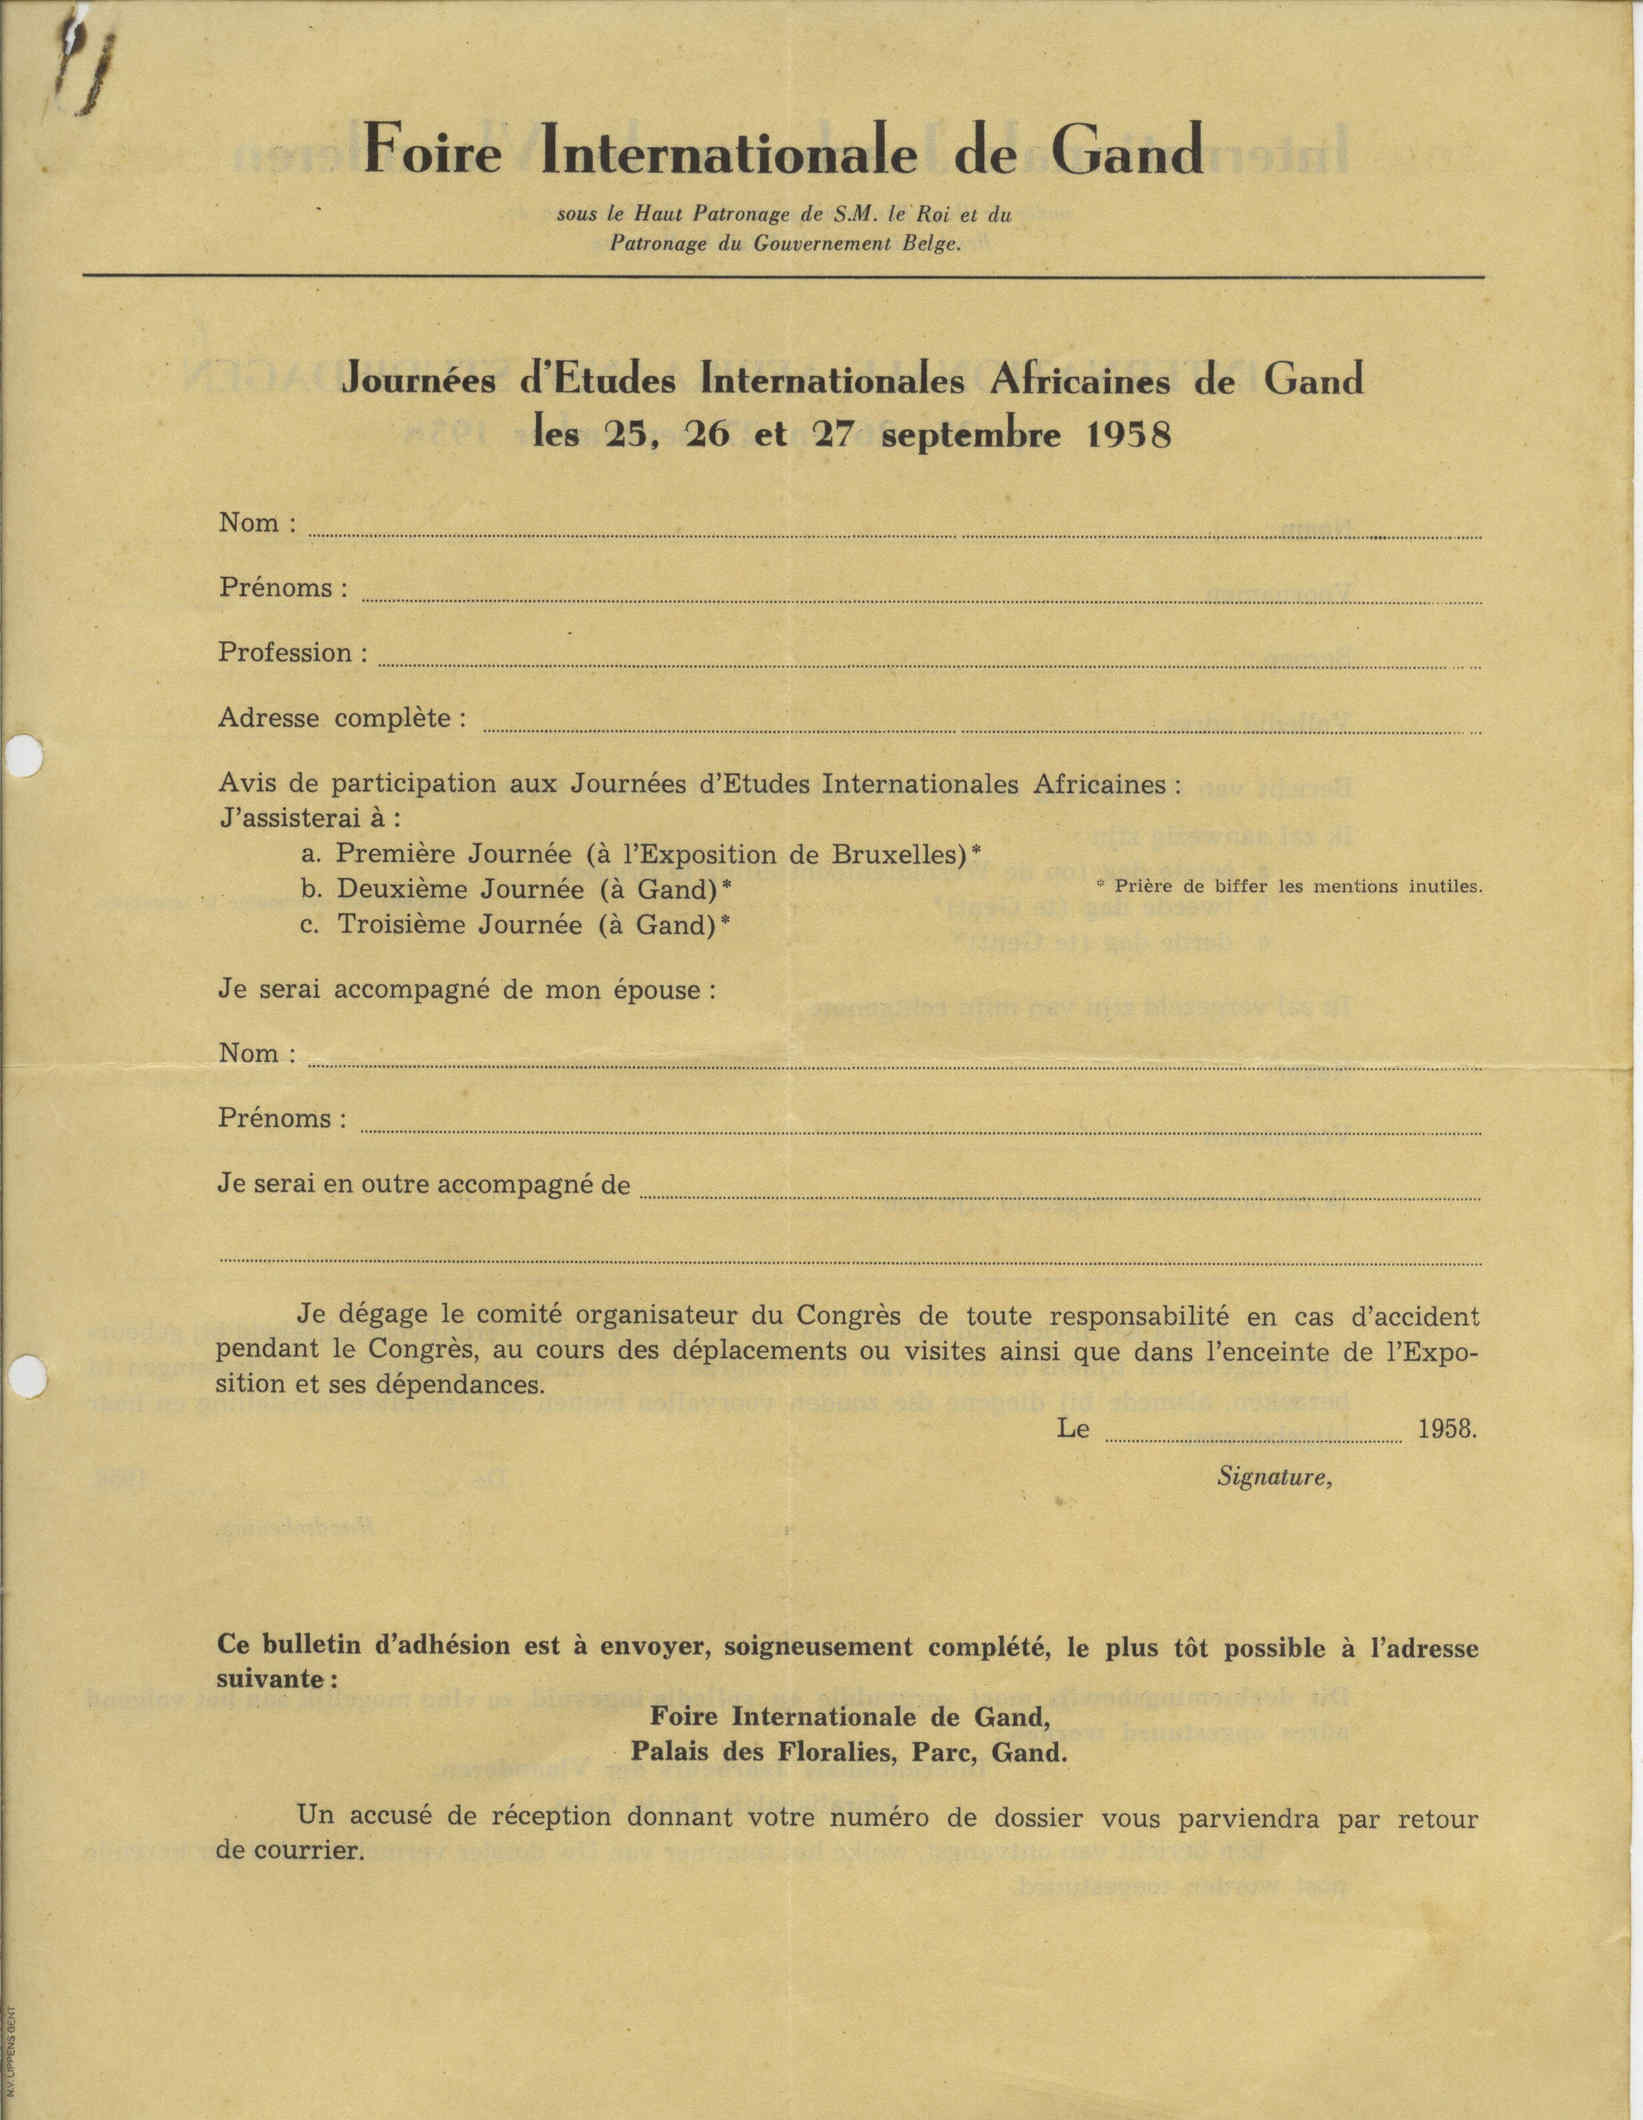 Foire Internationale de Gand
sous le Haut Patronage de S.M. le Roi et du
Patronage du Gouvernement Belge.
Journées d'Etudes Internationales Africaines de Gand
les 25, 26 et 27 septembre 1958
Nom :
Prénoms :
Profession :
Adresse complète :
Avis de participation aux Journées d'Etudes Internationales Africaines :
J'assisterai à :
a. Première Journée (à l'Exposition de Bruxelles)*
b. Deuxième Journée (à Gand)* * Prière de biffer les mentions inutiles.
c. Troisième Journée (à Gand)*
Je serai accompagné de mon épouse :
Nom :
Prénoms :
Je serai en outre accompagné de
Je dégage le comité organisateur du Congrès de toute responsabilité en cas d'accident
pendant le Congrès, au cours des déplacements ou visites ainsi que dans l'enceinte de l'Expo-
sition et ses dépendances.
Le 1958.
Signature,
Ce bulletin d'adhésion est à envoyer, soigneusement complété, le plus tôt possible à l'adresse
suivante :
Foire Internationale de Gand,
Palais des Floralies, Parc, Gand.
Un accusé de réception donnant votre numéro de dossier vous parviendra par retour
de courrier.
N.V. LIPPENS GENT